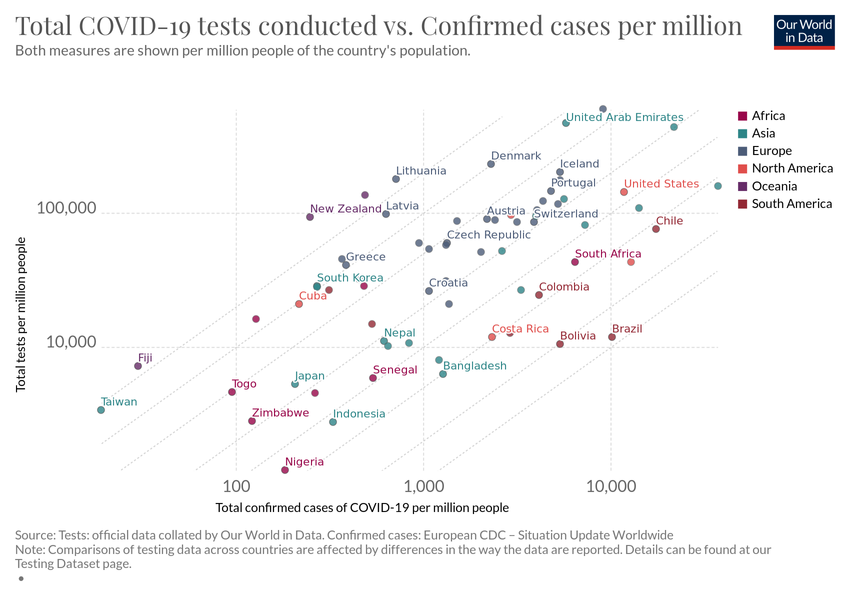 Total COVID-19 tests conducted vs. Confirmed cases per million
Both measures are shown per million people of the country's population.
Our World
in Data
United Arab Emirates
Africa
Asia
Europe
North America
Oceania
South America
Denmark
Iceland
Lithuania
Portugal
United States
100,000
New Zealand
Latvia
Austria
Switzerland
Chile
Czech Republic
Greece
South Africa
South Korea
Croatia
Colombia
Cuba
Total tests per million people
10,000
Nepal
Costa Rica
Bolivia
Brazil
Fiji
Bangladesh
Senegal
Japan
Togo
Taiwan
Zimbabwe
Indonesia
Nigeria
100
1,000
10,000
Total confirmed cases of COVID-19 per million people
Source: Tests: official data collated by Our World in Data. Confirmed cases: European CDC – Situation Update Worldwide
Note: Comparisons of testing data across countries are affected by differences in the way the data are reported. Details can be found at our
Testing Dataset page.